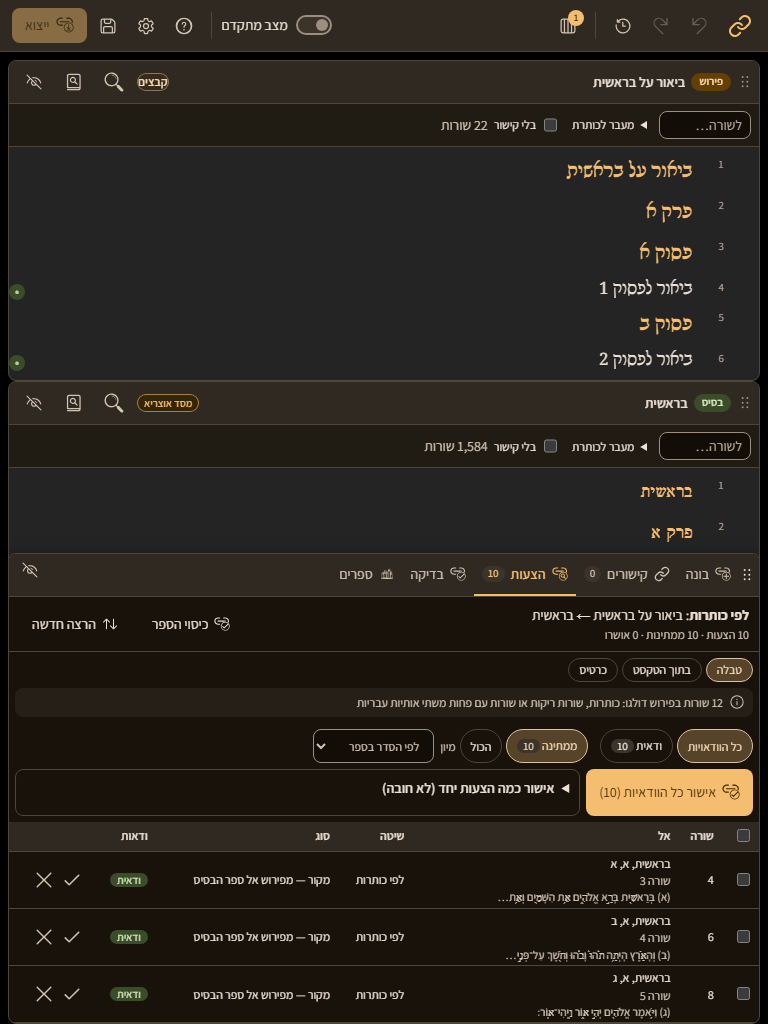 1
מצב מתקדם
ייצוא
פירוש ביאור על בראשית
קבצים
לשורה...
מעבר לכותרת
בלי קישור
22 שורות
1 ביאור על בראשית
2 פרק א
3 פסוק א
4 ביאור לפסוק 1
5 פסוק ב
6 ביאור לפסוק 2
בסיס בראשית
מסד אוצריא
לשורה...
מעבר לכותרת
בלי קישור
1,584 שורות
1 בראשית
2 פרק א
בונה
קישורים 0
הצעות 10
בדיקה
ספרים
לפי כותרות: ביאור על בראשית ← בראשית
10 הצעות · 10 ממתינות · 0 אושרו
כיסוי הספר
הרצה חדשה
טבלה
בתוך הטקסט
כרטיס
12 שורות בפירוש דולגו: כותרות, שורות ריקות או שורות עם פחות משתי אותיות עבריות
כל הוודאויות
ודאית 10
ממתינה 10
הכול
מיון
לפי הסדר בספר
אישור כל הוודאיות (10)
אישור כמה הצעות יחד (לא חובה)
שורה אל שיטה סוג ודאות
4
בראשית, א, א
שורה 3
(א) בְּרֵאשִׁ֖ית בָּרָ֣א אֱלֹהִ֑ים אֵ֥ת הַשָּׁמַ֖יִם וְאֵ֥ת...
לפי כותרות
מקור — מפירוש אל ספר הבסיס
ודאית
6
בראשית, א, ב
שורה 4
(ב) וְהָאָ֗רֶץ הָיְתָ֥ה תֹ֙הוּ֙ וָבֹ֔הוּ וְחֹ֖שֶׁךְ עַל־פְּנֵ֣י...
לפי כותרות
מקור — מפירוש אל ספר הבסיס
ודאית
8
בראשית, א, ג
שורה 5
(ג) וַיֹּ֥אמֶר אֱלֹהִ֖ים יְהִ֣י א֑וֹר וַֽיְהִי־אֽוֹר:
לפי כותרות
מקור — מפירוש אל ספר הבסיס
ודאית